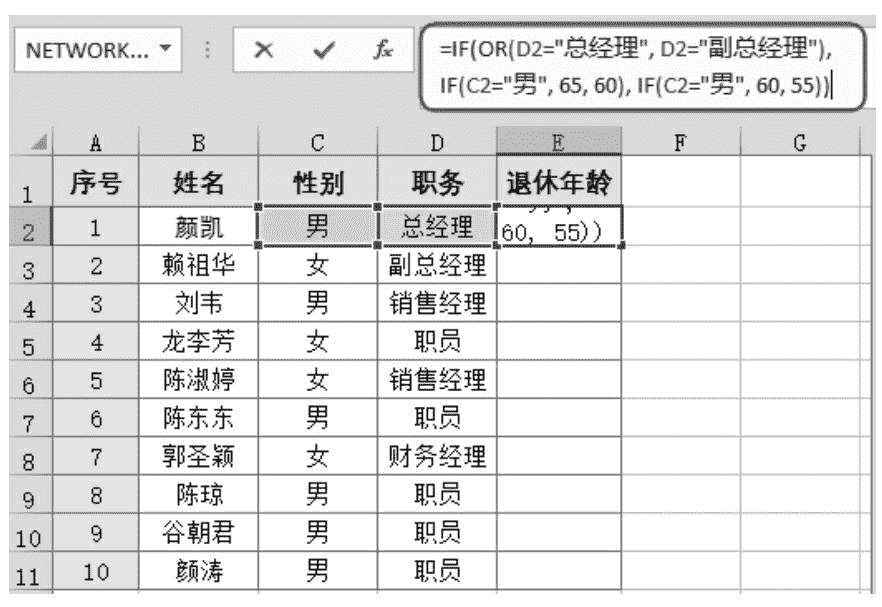 NETWORK...
fx
=IF(OR(D2="总经理", D2="副总经理"),
IF(C2="男", 65, 60), IF(C2="男", 60, 55))
A B C D E F G
1 序号 姓名 性别 职务 退休年龄
2 1 颜凯 男 总经理 60, 55))
3 2 赖祖华 女 副总经理
4 3 刘韦 男 销售经理
5 4 龙李芳 女 职员
6 5 陈淑婷 女 销售经理
7 6 陈东东 男 职员
8 7 郭圣颖 女 财务经理
9 8 陈琼 男 职员
10 9 谷朝君 男 职员
11 10 颜涛 男 职员